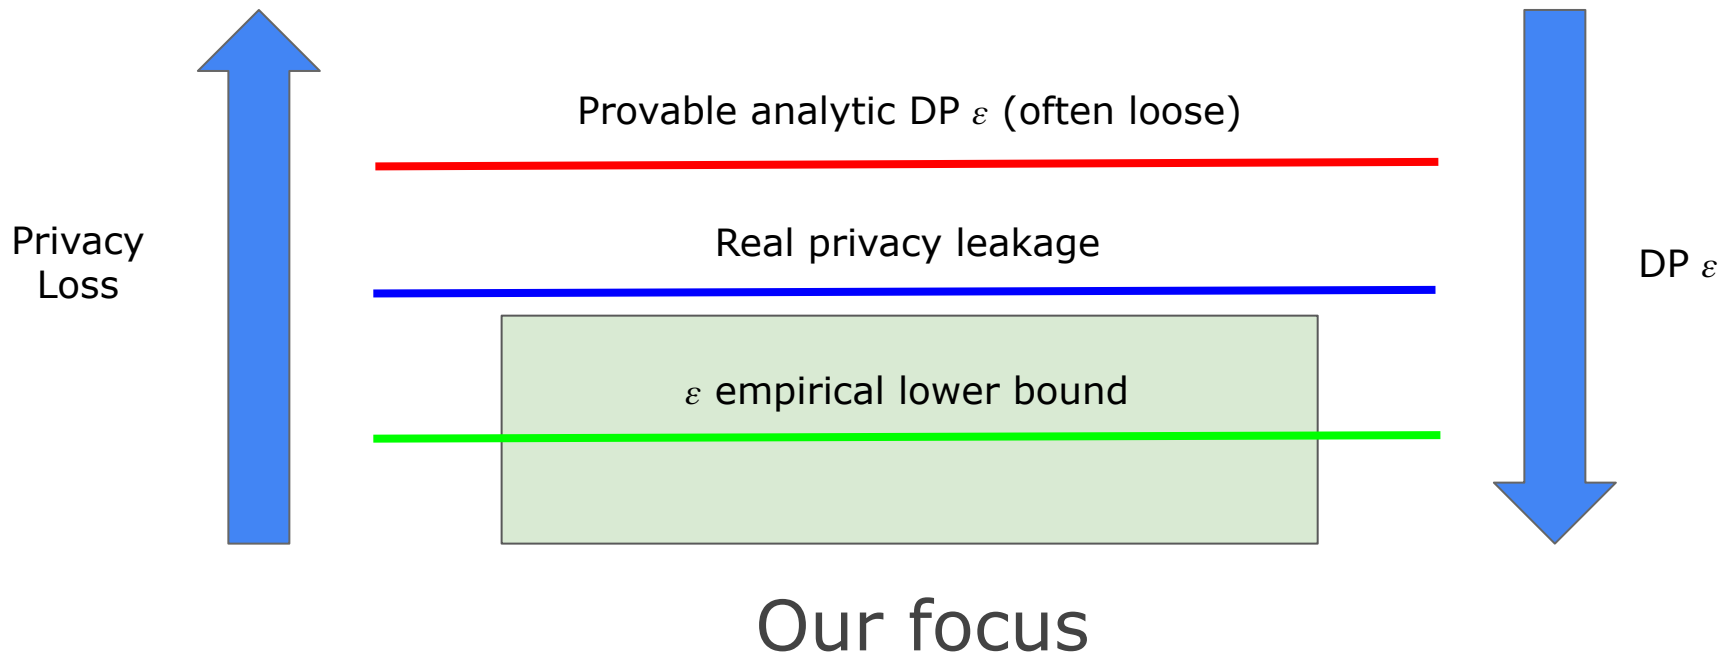 Provable analytic DP ε (often loose)
Privacy
Loss
Real privacy leakage
DP ε
ε empirical lower bound
Our focus